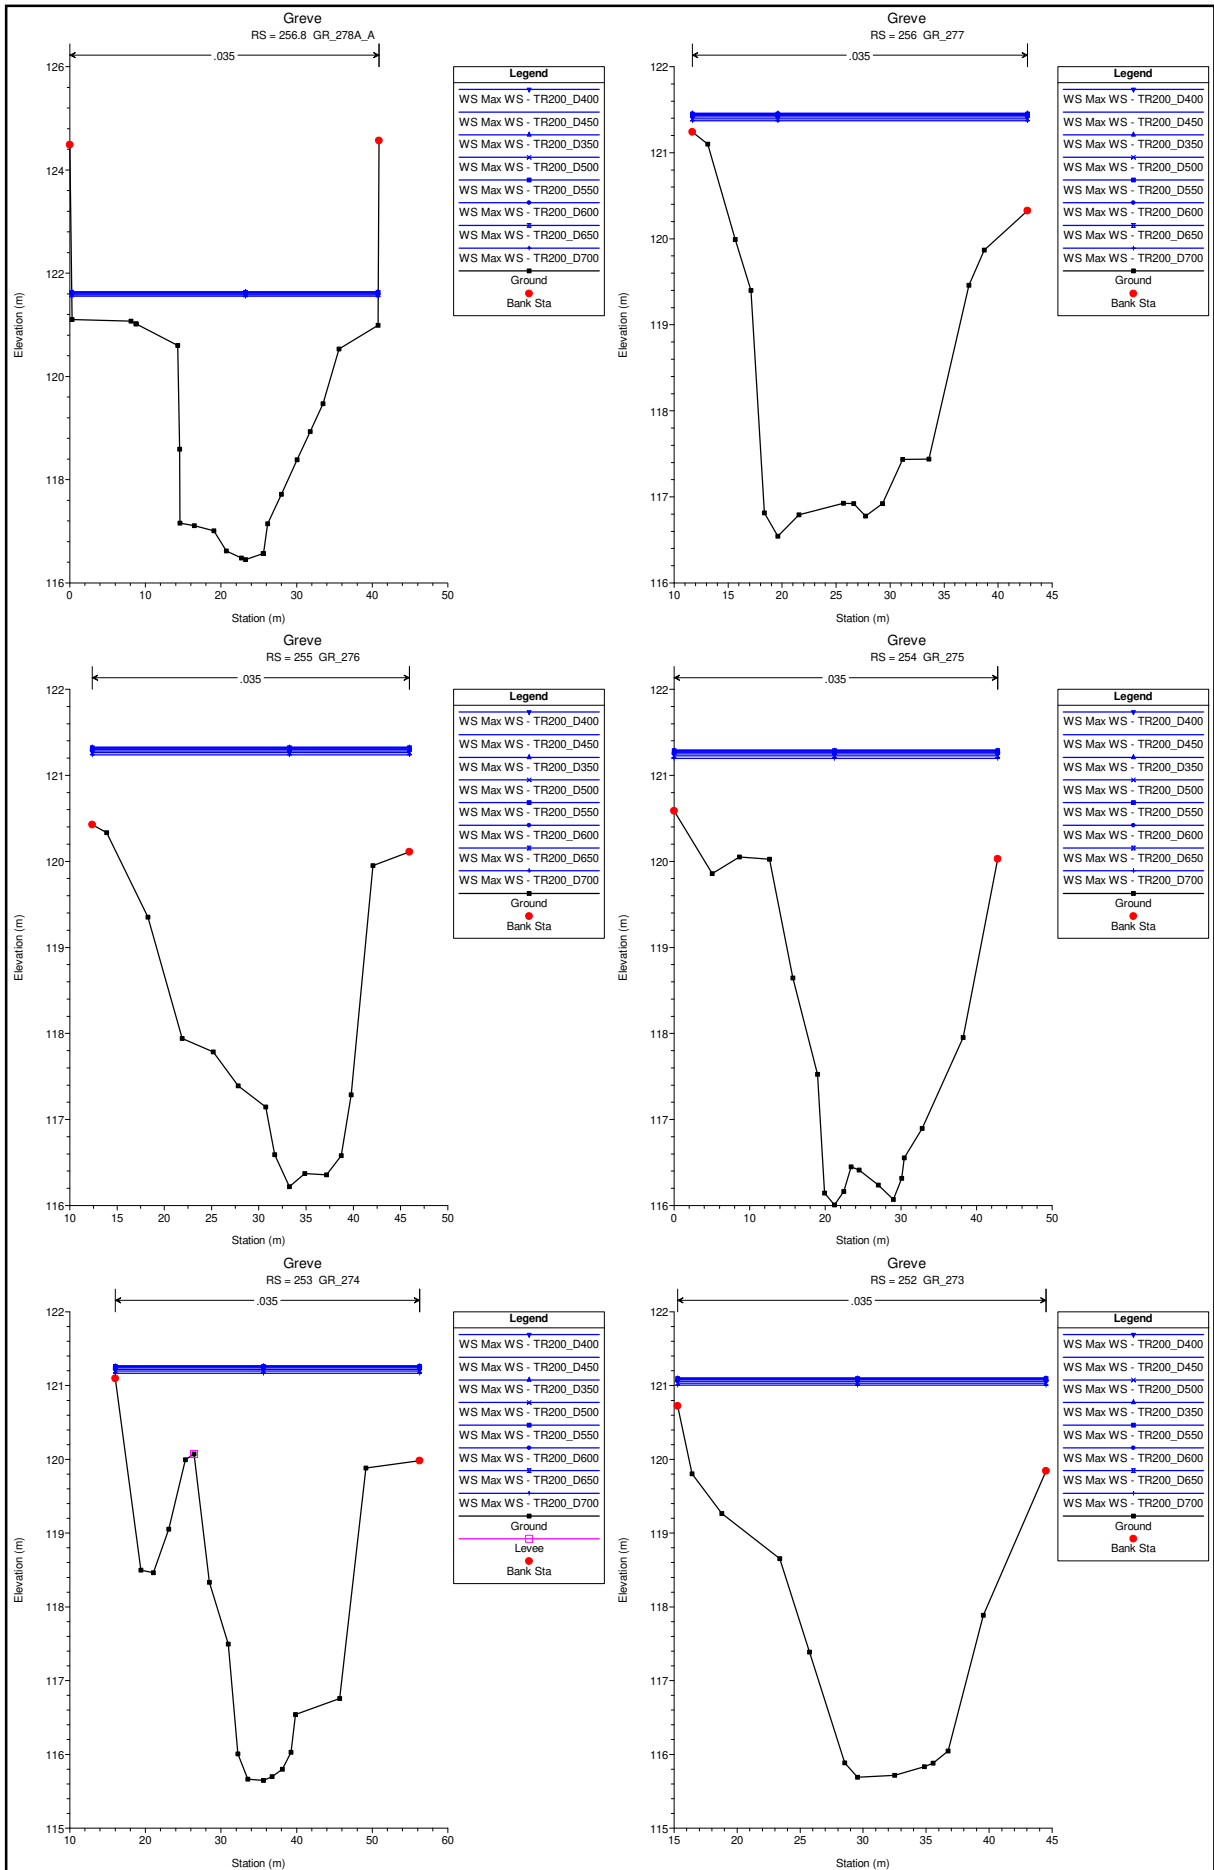 Greve
RS = 256.8 GR_278A_A
.035
126
124
122
120
118
116
0 10 20 30 40 50
Elevation (m)
Station (m)
Legend
WS Max WS - TR200_D400
WS Max WS - TR200_D450
WS Max WS - TR200_D350
WS Max WS - TR200_D500
WS Max WS - TR200_D550
WS Max WS - TR200_D600
WS Max WS - TR200_D650
WS Max WS - TR200_D700
Ground
Bank Sta
Greve
RS = 256 GR_277
.035
122
121
120
119
118
117
116
10 15 20 25 30 35 40 45
Elevation (m)
Station (m)
Legend
WS Max WS - TR200_D400
WS Max WS - TR200_D450
WS Max WS - TR200_D350
WS Max WS - TR200_D500
WS Max WS - TR200_D550
WS Max WS - TR200_D600
WS Max WS - TR200_D650
WS Max WS - TR200_D700
Ground
Bank Sta
Greve
RS = 255 GR_276
.035
122
121
120
119
118
117
116
10 15 20 25 30 35 40 45 50
Elevation (m)
Station (m)
Legend
WS Max WS - TR200_D400
WS Max WS - TR200_D450
WS Max WS - TR200_D350
WS Max WS - TR200_D500
WS Max WS - TR200_D550
WS Max WS - TR200_D600
WS Max WS - TR200_D650
WS Max WS - TR200_D700
Ground
Bank Sta
Greve
RS = 254 GR_275
.035
122
121
120
119
118
117
116
0 10 20 30 40 50
Elevation (m)
Station (m)
Legend
WS Max WS - TR200_D400
WS Max WS - TR200_D450
WS Max WS - TR200_D350
WS Max WS - TR200_D500
WS Max WS - TR200_D550
WS Max WS - TR200_D600
WS Max WS - TR200_D650
WS Max WS - TR200_D700
Ground
Bank Sta
Greve
RS = 253 GR_274
.035
122
121
120
119
118
117
116
115
10 20 30 40 50 60
Elevation (m)
Station (m)
Legend
WS Max WS - TR200_D400
WS Max WS - TR200_D450
WS Max WS - TR200_D350
WS Max WS - TR200_D500
WS Max WS - TR200_D550
WS Max WS - TR200_D600
WS Max WS - TR200_D650
WS Max WS - TR200_D700
Ground
Levee
Bank Sta
Greve
RS = 252 GR_273
.035
122
121
120
119
118
117
116
115
15 20 25 30 35 40 45
Elevation (m)
Station (m)
Legend
WS Max WS - TR200_D400
WS Max WS - TR200_D450
WS Max WS - TR200_D500
WS Max WS - TR200_D350
WS Max WS - TR200_D550
WS Max WS - TR200_D600
WS Max WS - TR200_D650
WS Max WS - TR200_D700
Ground
Bank Sta